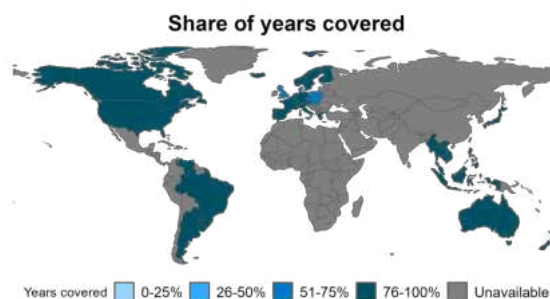 Share of years covered
Years covered 0-25% 26-50% 51-75% 76-100% Unavailable